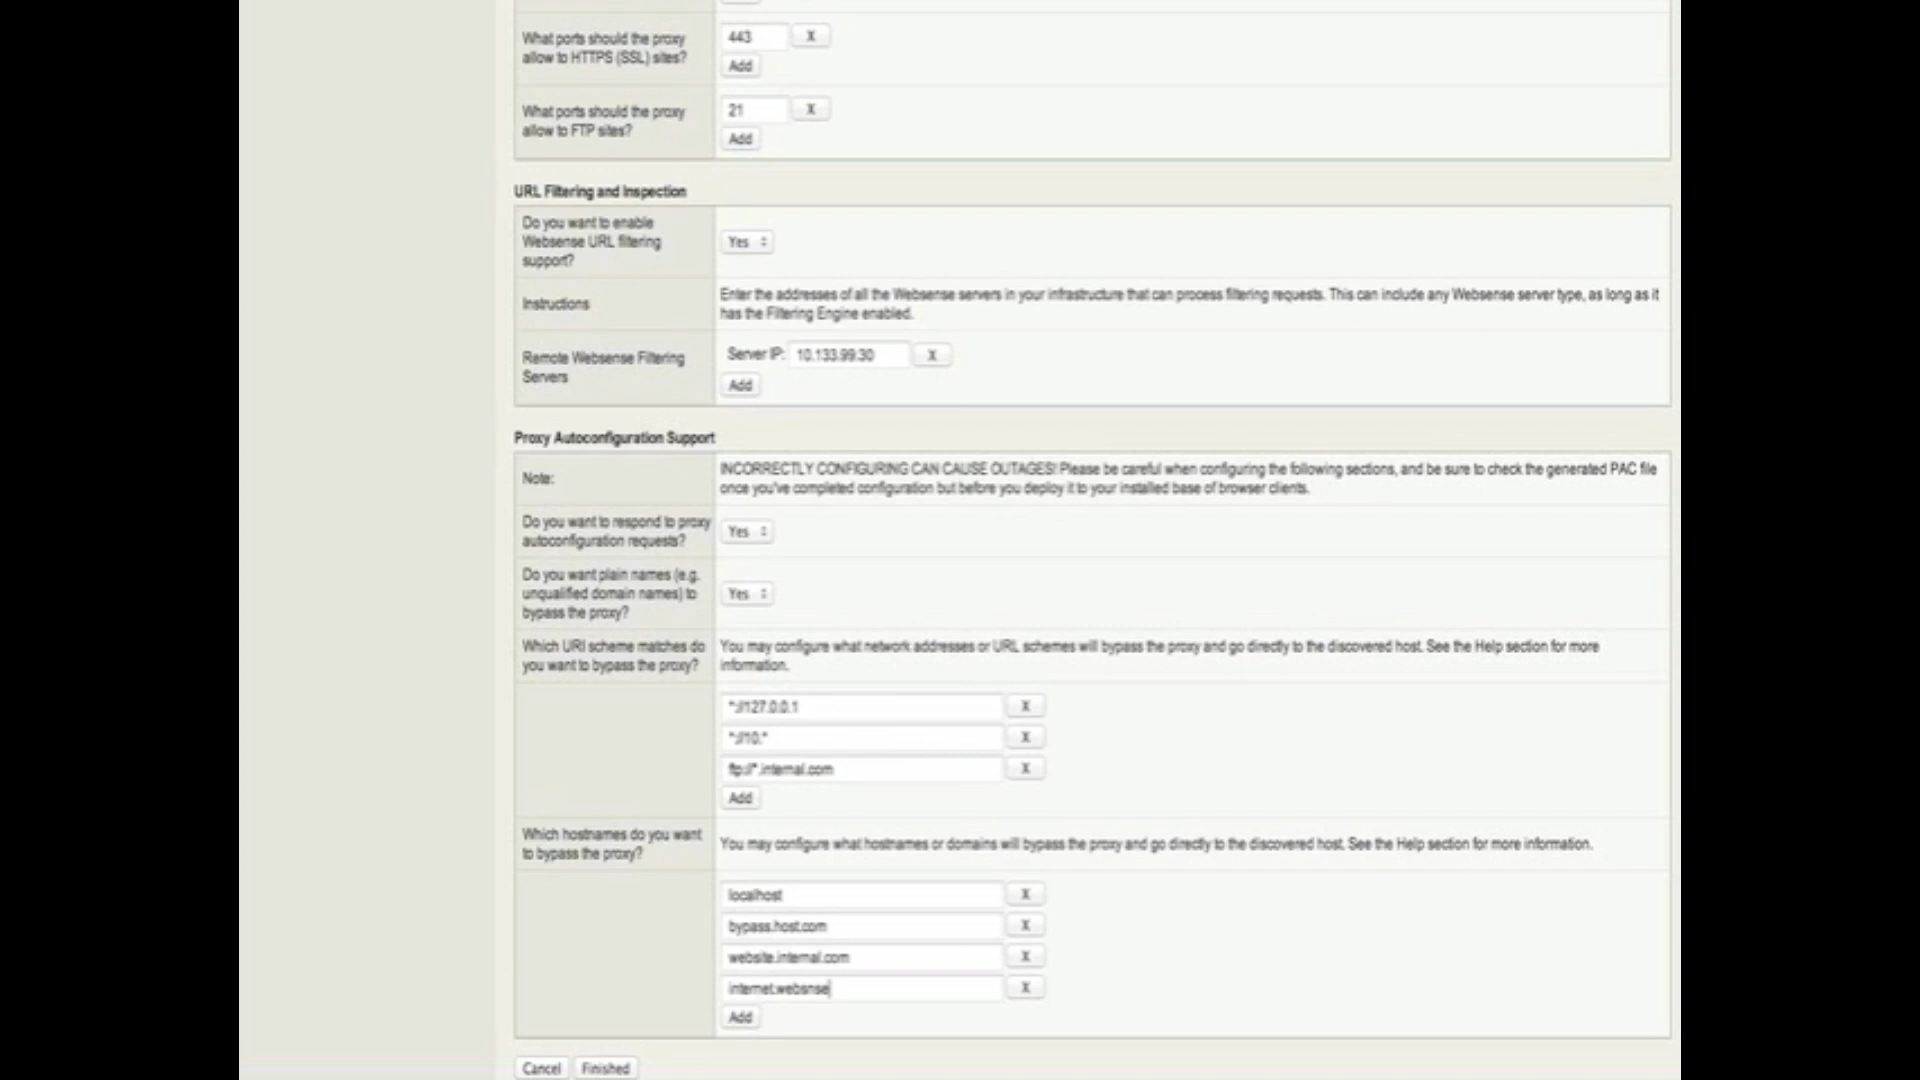 What ports should the proxy
allow to HTTPS (SSL) sites?
443
X
Add
What ports should the proxy
allow to FTP sites?
21
X
Add
URL Filtering and Inspection
Do you want to enable
Websense URL filtering
support?
Yes
Instructions
Enter the addresses of all the Websense servers in your infrastructure that can process filtering requests. This can include any Websense server type, as long as it
has the Filtering Engine enabled.
Remote Websense Filtering
Servers
Server IP: 10.133.99.30 X
Add
Proxy Autoconfiguration Support
Note:
INCORRECTLY CONFIGURING CAN CAUSE OUTAGES! Please be careful when configuring the following sections, and be sure to check the generated PAC file
once you've completed configuration but before you deploy it to your installed base of browser clients.
Do you want to respond to proxy
autoconfiguration requests?
Yes
Do you want plain names (e.g.
unqualified domain names) to
bypass the proxy?
Yes
Which URI scheme matches do
you want to bypass the proxy?
You may configure what network addresses or URL schemes will bypass the proxy and go directly to the discovered host. See the Help section for more
information.
*://127.0.0.1 X
*://10.* X
ftp://*.internal.com X
Add
Which hostnames do you want
to bypass the proxy?
You may configure what hostnames or domains will bypass the proxy and go directly to the discovered host. See the Help section for more information.
localhost X
bypass.host.com X
website.internal.com X
internet.websnse X
Add
Cancel Finished